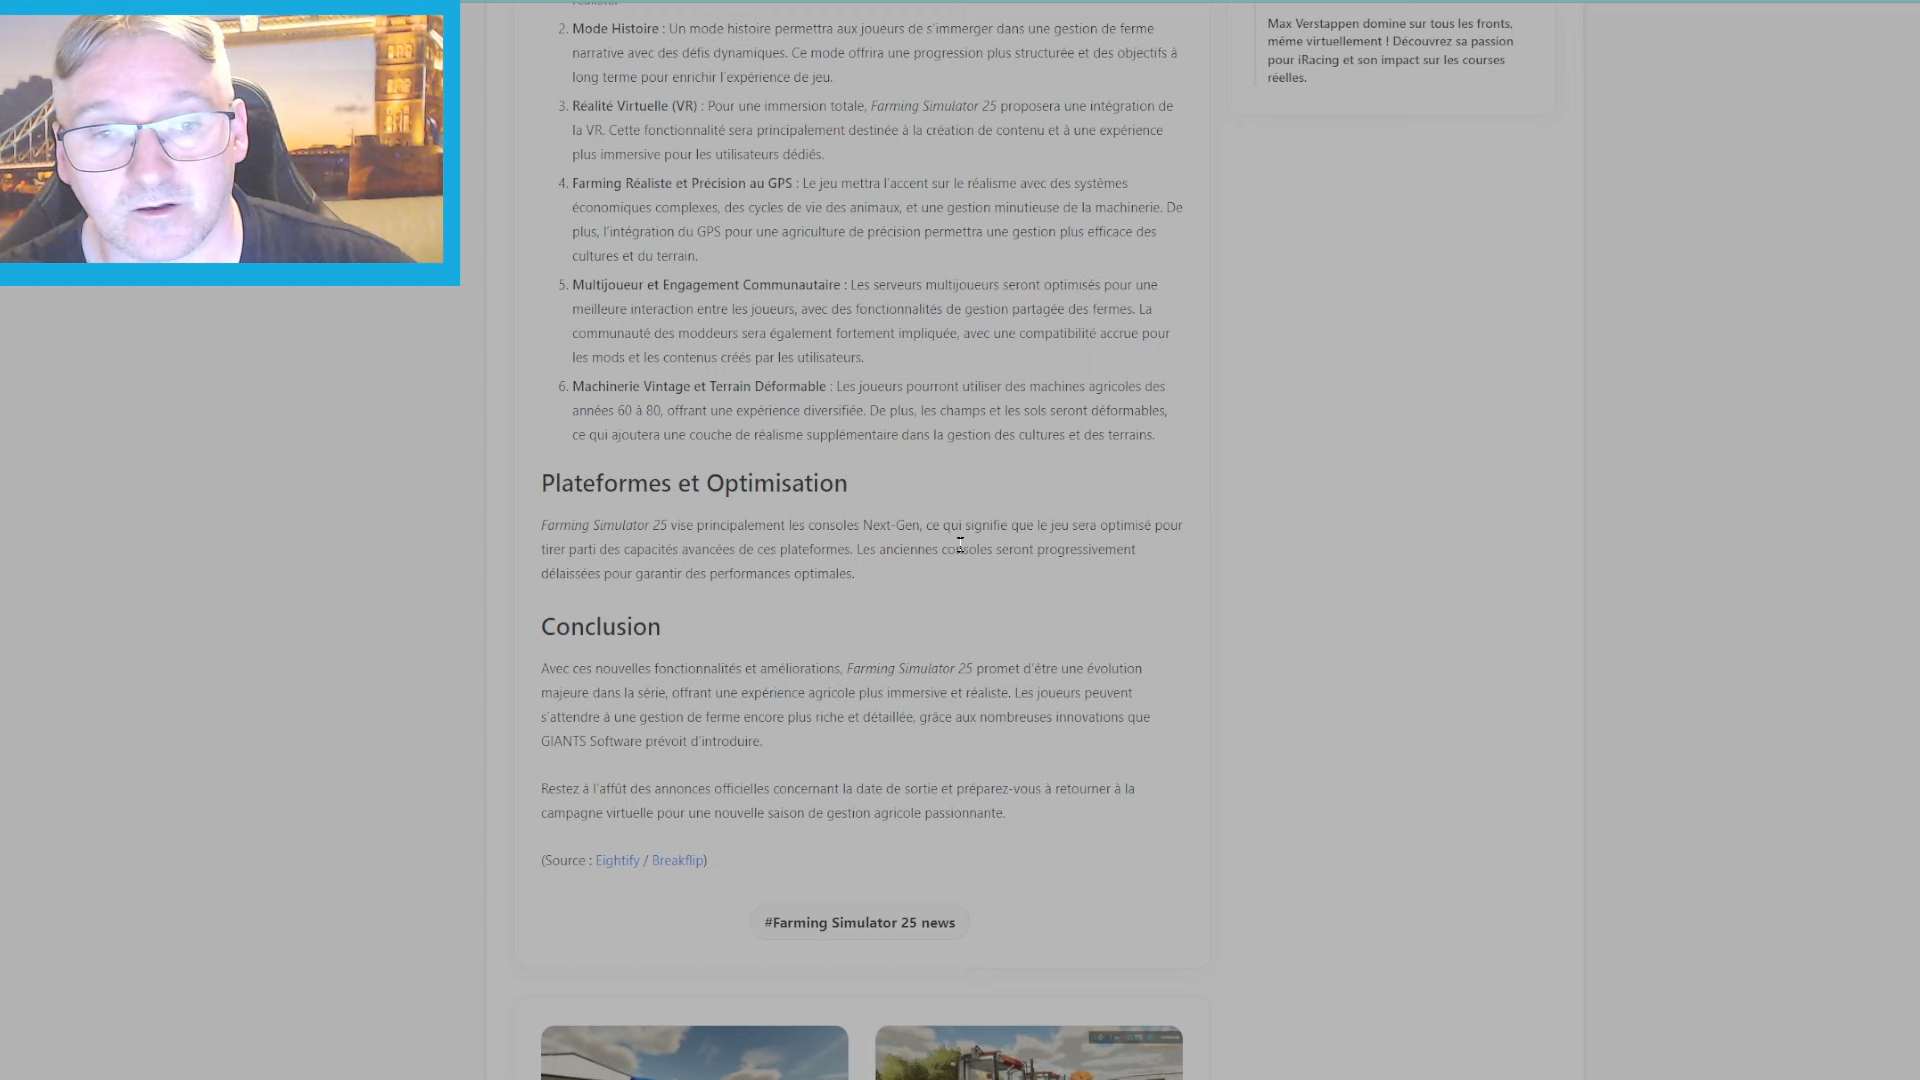 2. Mode Histoire : Un mode histoire permettra aux joueurs de s'immerger dans une gestion de ferme
narrative avec des défis dynamiques. Ce mode offrira une progression plus structurée et des objectifs à
long terme pour enrichir l'expérience de jeu.
3. Réalité Virtuelle (VR) : Pour une immersion totale, Farming Simulator 25 proposera une intégration de
la VR. Cette fonctionnalité sera principalement destinée à la création de contenu et à une expérience
plus immersive pour les utilisateurs dédiés.
4. Farming Réaliste et Précision au GPS : Le jeu mettra l'accent sur le réalisme avec des systèmes
économiques complexes, des cycles de vie des animaux, et une gestion minutieuse de la machinerie. De
plus, l'intégration du GPS pour une agriculture de précision permettra une gestion plus efficace des
cultures et du terrain.
5. Multijoueur et Engagement Communautaire : Les serveurs multijoueurs seront optimisés pour une
meilleure interaction entre les joueurs, avec des fonctionnalités de gestion partagée des fermes. La
communauté des moddeurs sera également fortement impliquée, avec une compatibilité accrue pour
les mods et les contenus créés par les utilisateurs.
6. Machinerie Vintage et Terrain Déformable : Les joueurs pourront utiliser des machines agricoles des
années 60 à 80, offrant une expérience diversifiée. De plus, les champs et les sols seront déformables,
ce qui ajoutera une couche de réalisme supplémentaire dans la gestion des cultures et des terrains.
Plateformes et Optimisation
Farming Simulator 25 vise principalement les consoles Next-Gen, ce qui signifie que le jeu sera optimisé pour
tirer parti des capacités avancées de ces plateformes. Les anciennes consoles seront progressivement
délaissées pour garantir des performances optimales.
Conclusion
Avec ces nouvelles fonctionnalités et améliorations, Farming Simulator 25 promet d'être une évolution
majeure dans la série, offrant une expérience agricole plus immersive et réaliste. Les joueurs peuvent
s'attendre à une gestion de ferme encore plus riche et détaillée, grâce aux nombreuses innovations que
GIANTS Software prévoit d'introduire.
Restez à l'affût des annonces officielles concernant la date de sortie et préparez-vous à retourner à la
campagne virtuelle pour une nouvelle saison de gestion agricole passionnante.
(Source : Eightify / Breakflip)
#Farming Simulator 25 news
Max Verstappen domine sur tous les fronts,
même virtuellement ! Découvrez sa passion
pour iRacing et son impact sur les courses
réelles.